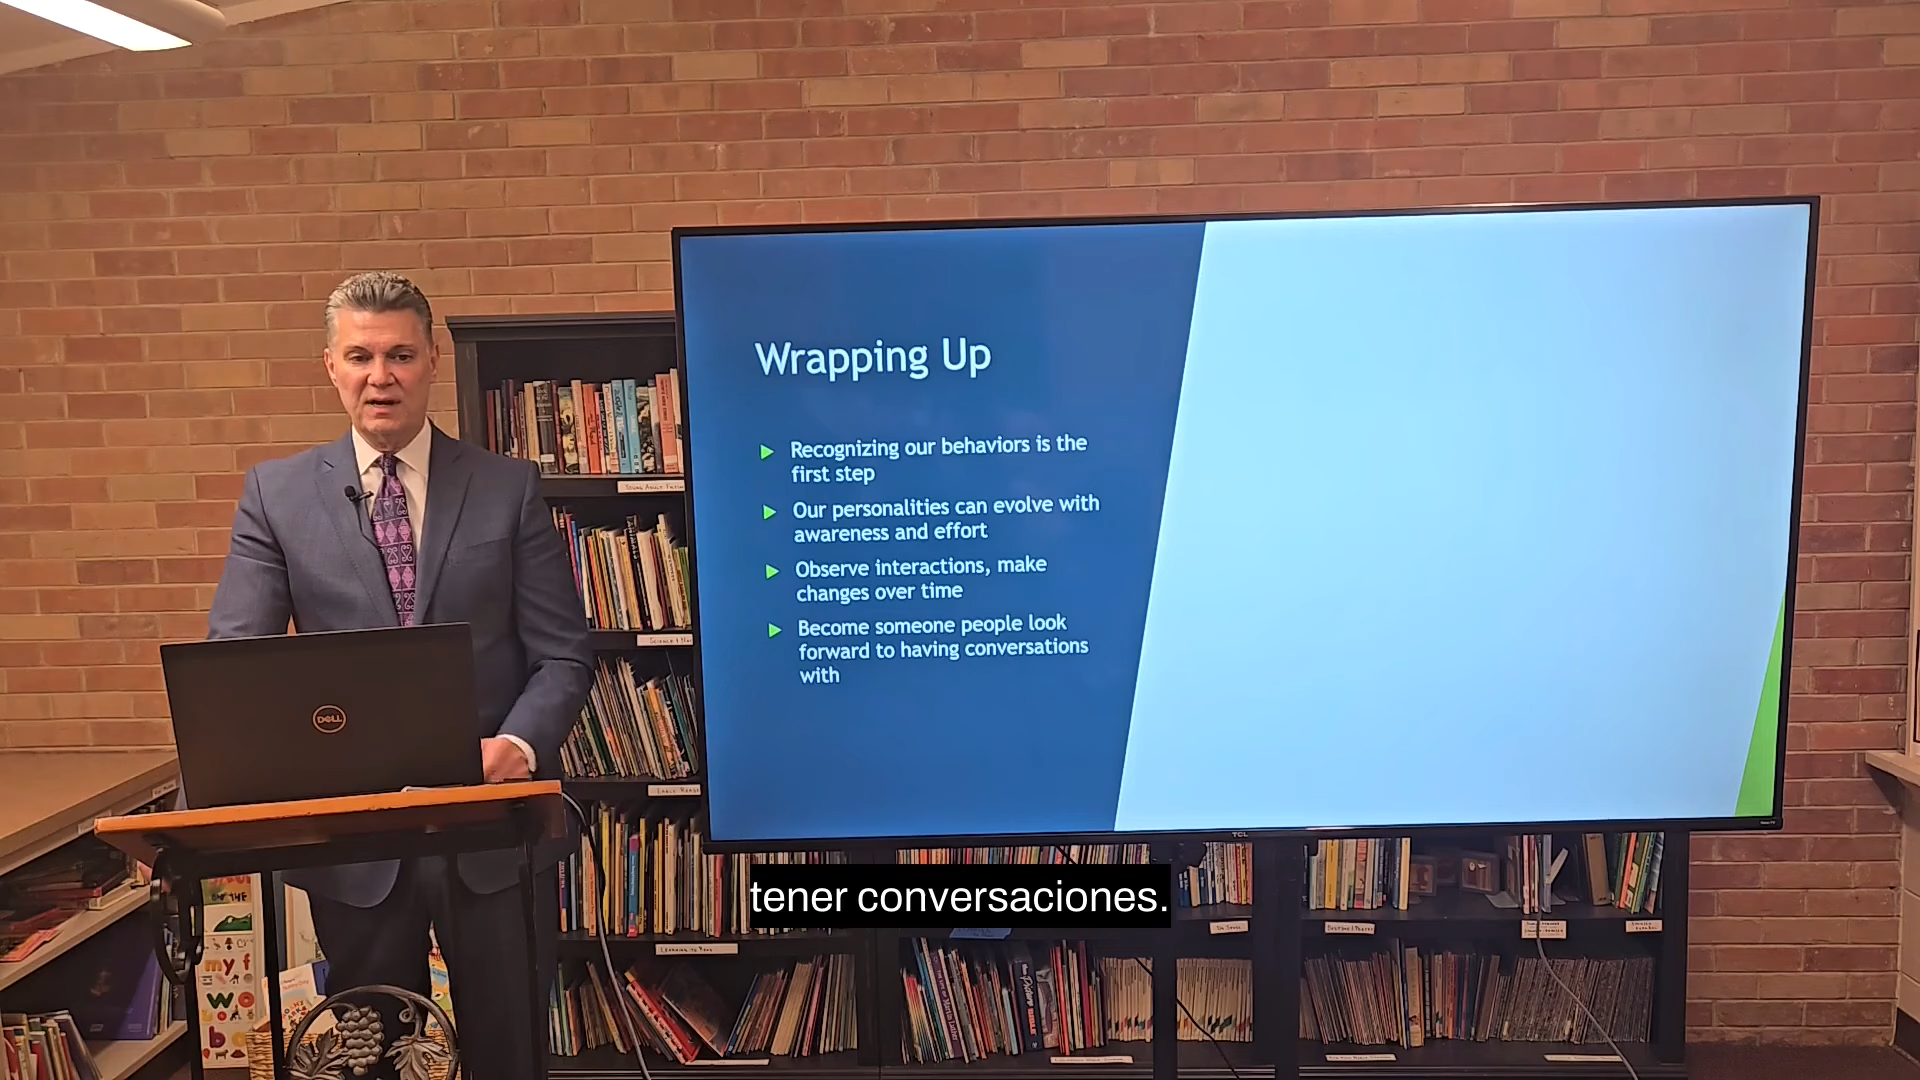 Wrapping Up
Recognizing our behaviors is the
first step
Our personalities can evolve with
awareness and effort
Observe interactions, make
changes over time
Become someone people look
forward to having conversations
with
DELL
TCL
tener conversaciones.